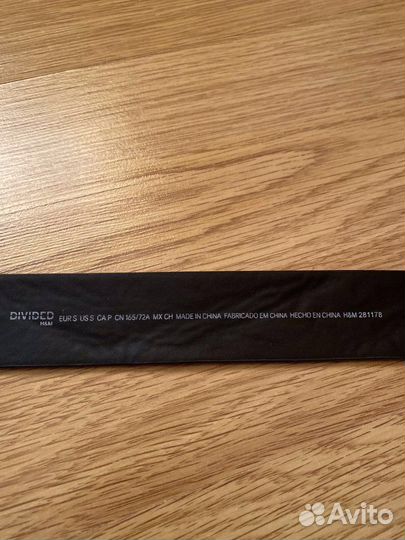 DIVIDED
H&M
EUR S US S CA P CN 165/72A MX CH MADE IN CHINA FABRICADO EM CHINA HECHO EN CHINA H&M 281178
Avito